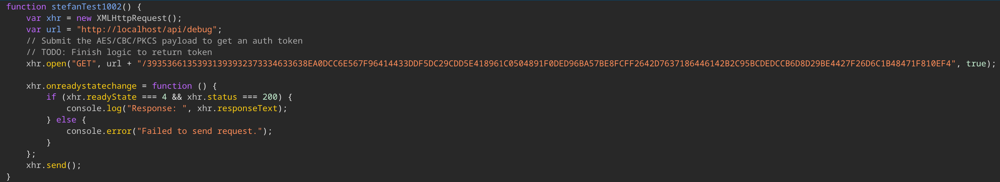 function stefanTest1002() {
    var xhr = new XMLHttpRequest();
    var url = "http://localhost/api/debug";
    // Submit the AES/CBC/PKCS payload to get an auth token
    // TODO: Finish logic to return token
    xhr.open("GET", url + "/39353661353931393932373334633638EA0DCC6E567F96414433DDF5DC29CDD5E418961C0504891F0DED96BA57BE8FCFF2642D7637186446142B2C95BCDEDCCB6D8D29BE4427F26D6C1B48471F810EF4", true);

    xhr.onreadystatechange = function () {
        if (xhr.readyState === 4 && xhr.status === 200) {
            console.log("Response: ", xhr.responseText);
        } else {
            console.error("Failed to send request.");
        }
    };
    xhr.send();
}